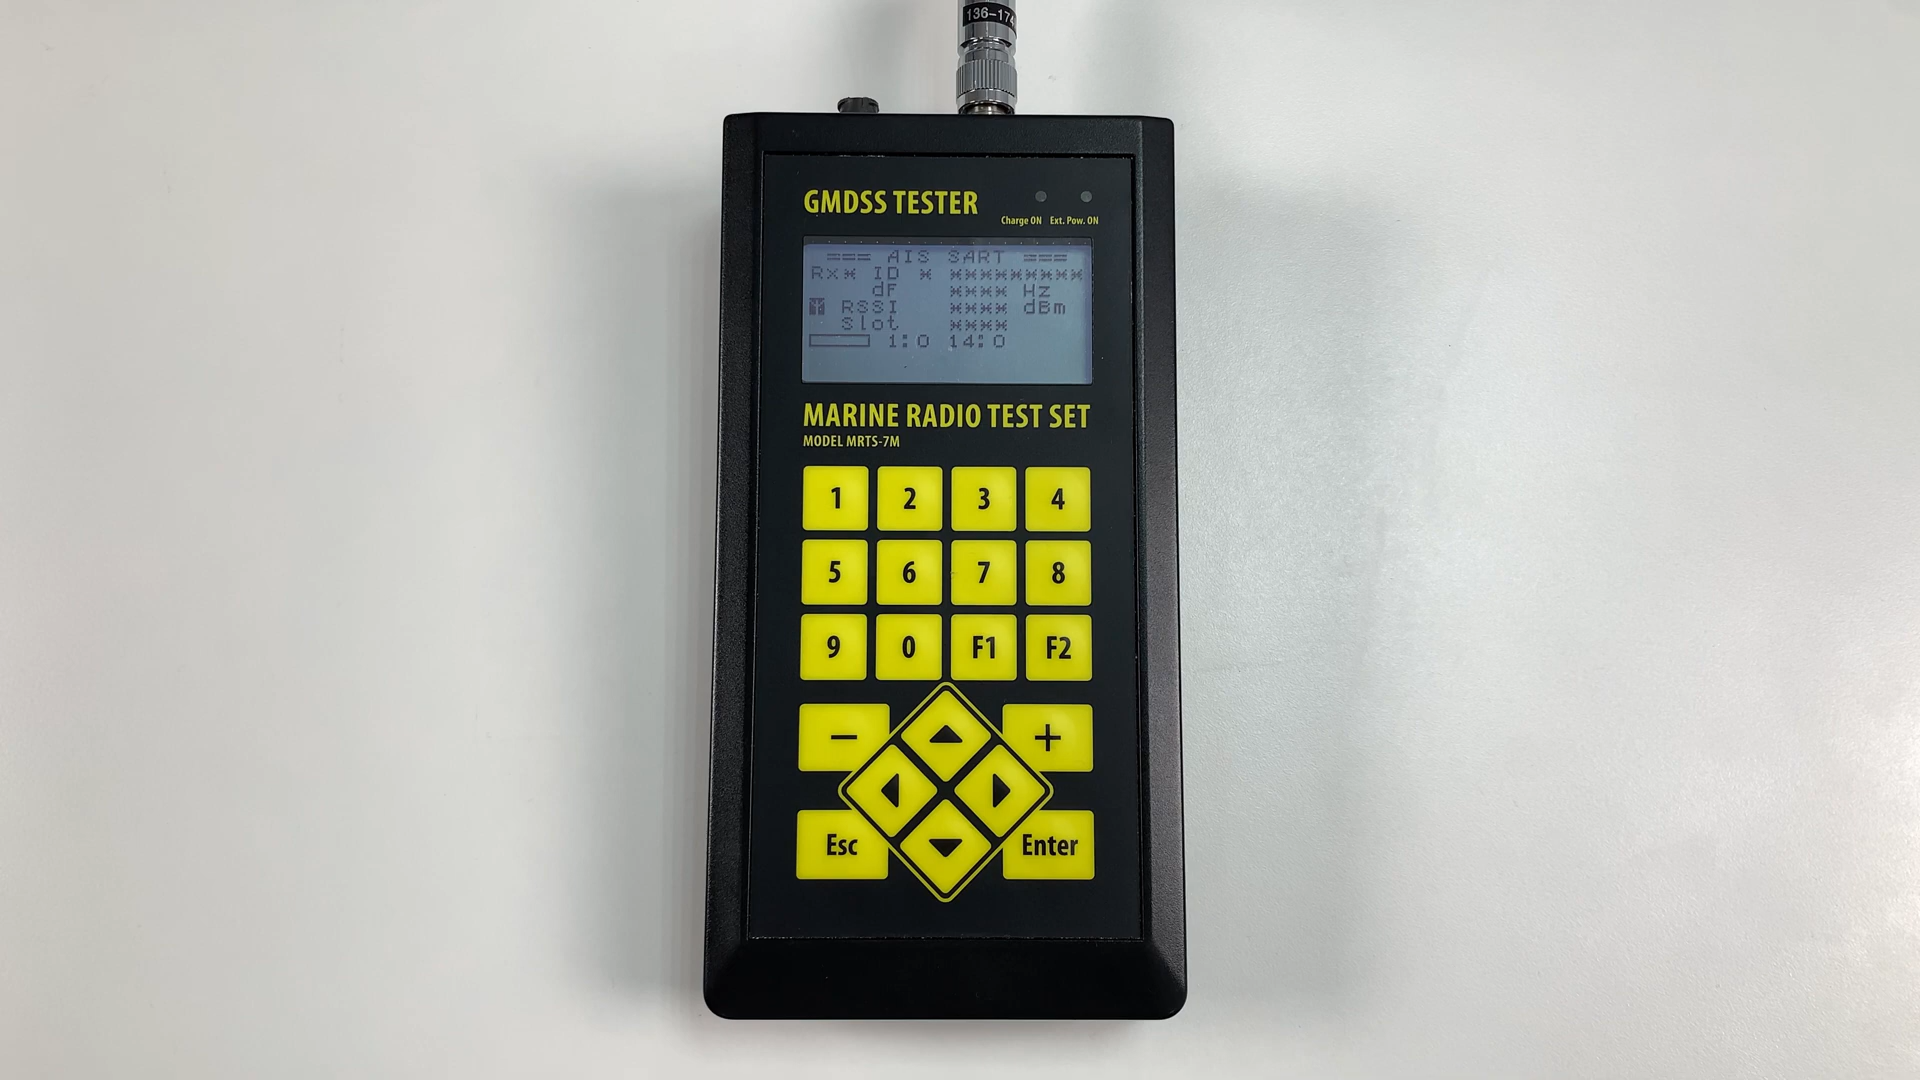 136-174
GMDSS TESTER
Charge ON Ext. Pow. ON
=== AIS SART ===
Rx* ID * *********
dF **** Hz
RSSI **** dBm
Slot ****
1:0 14:0
MARINE RADIO TEST SET
MODEL MRTS-7M
1 2 3 4
5 6 7 8
9 0 F1 F2
− +
Esc Enter